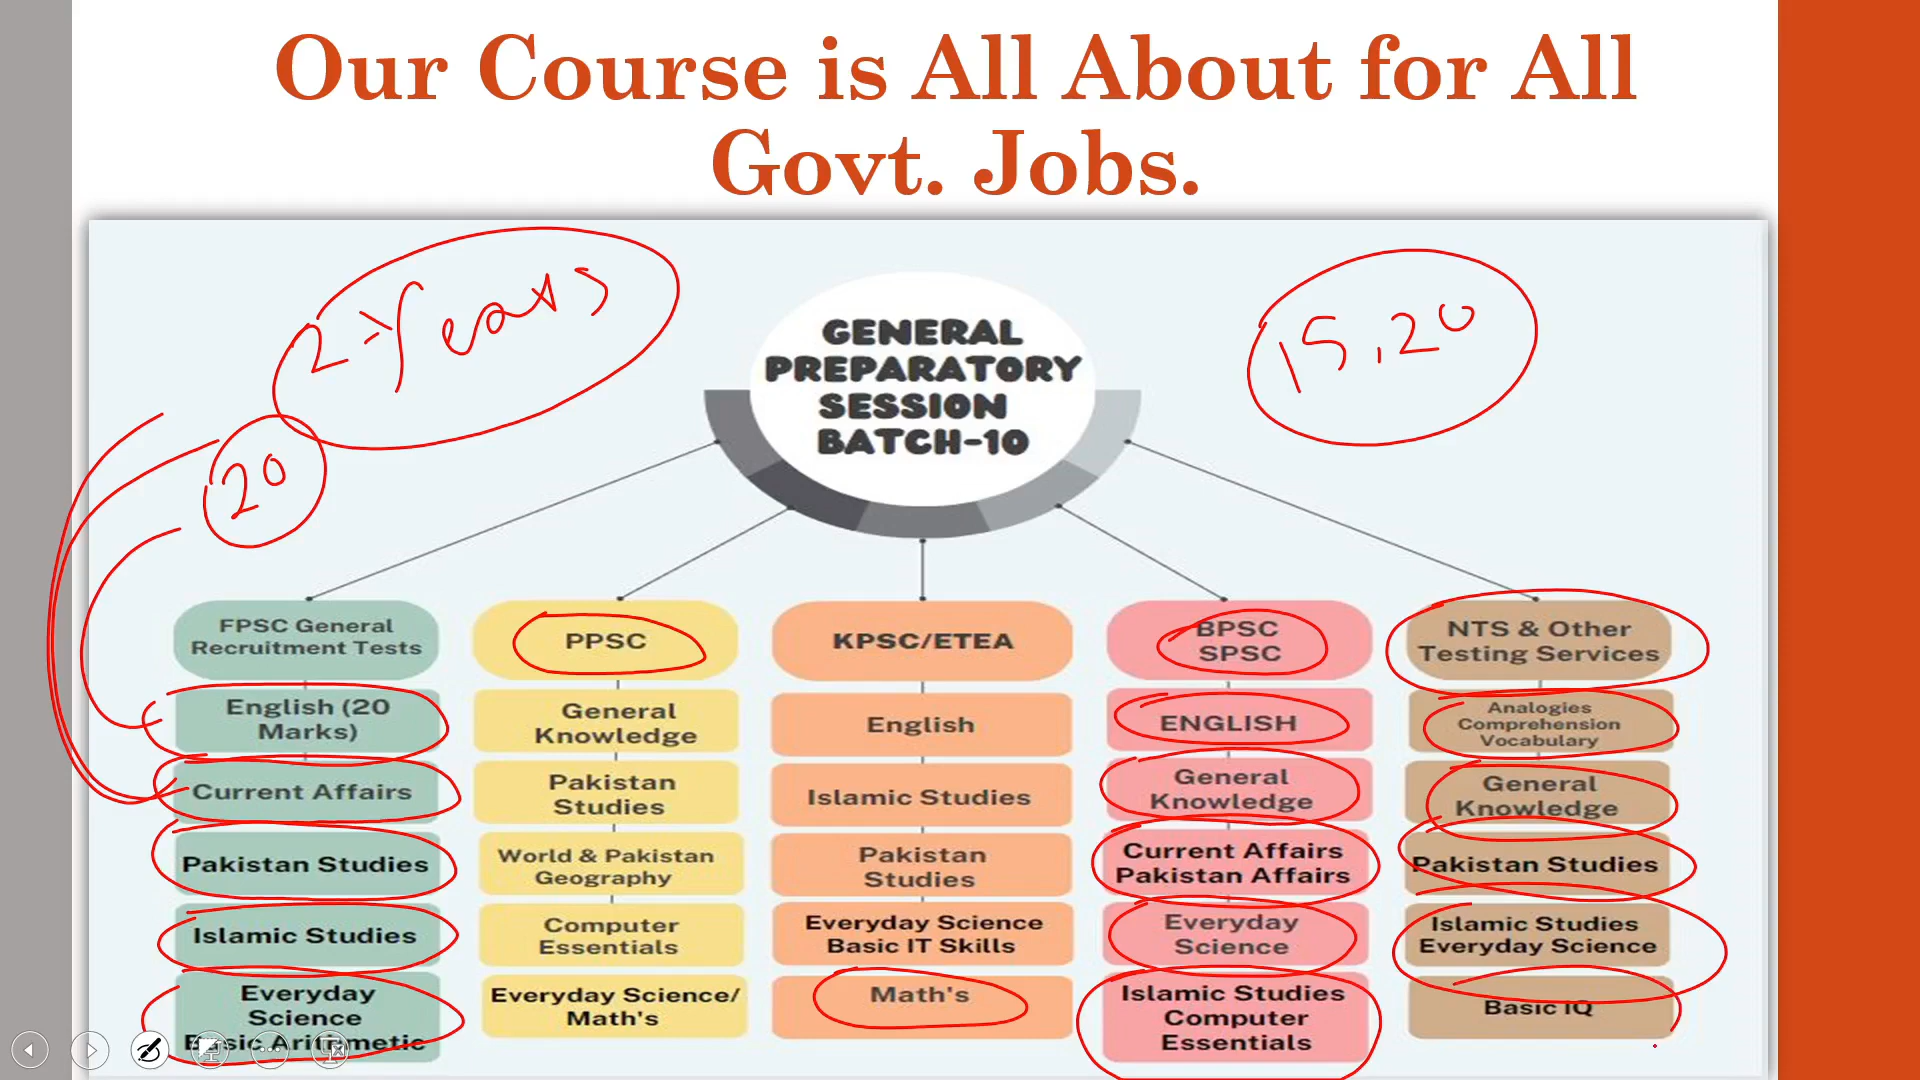 Our Course is All About for All
Govt. Jobs.
2-Years
15,20
20
GENERAL
PREPARATORY
SESSION
BATCH-10
FPSC General
Recruitment Tests
English (20
Marks)
Current Affairs
Pakistan Studies
Islamic Studies
Everyday
Science
Basic Aritmetic
PPSC
General
Knowledge
Pakistan
Studies
World & Pakistan
Geography
Computer
Essentials
Everyday Science/
Math's
KPSC/ETEA
English
Islamic Studies
Pakistan
Studies
Everyday Science
Basic IT Skills
Math's
BPSC
SPSC
ENGLISH
General
Knowledge
Current Affairs
Pakistan Affairs
Everyday
Science
Islamic Studies
Computer
Essentials
NTS & Other
Testing Services
Analogies
Comprehension
Vocabulary
General
Knowledge
Pakistan Studies
Islamic Studies
Everyday Science
Basic IQ